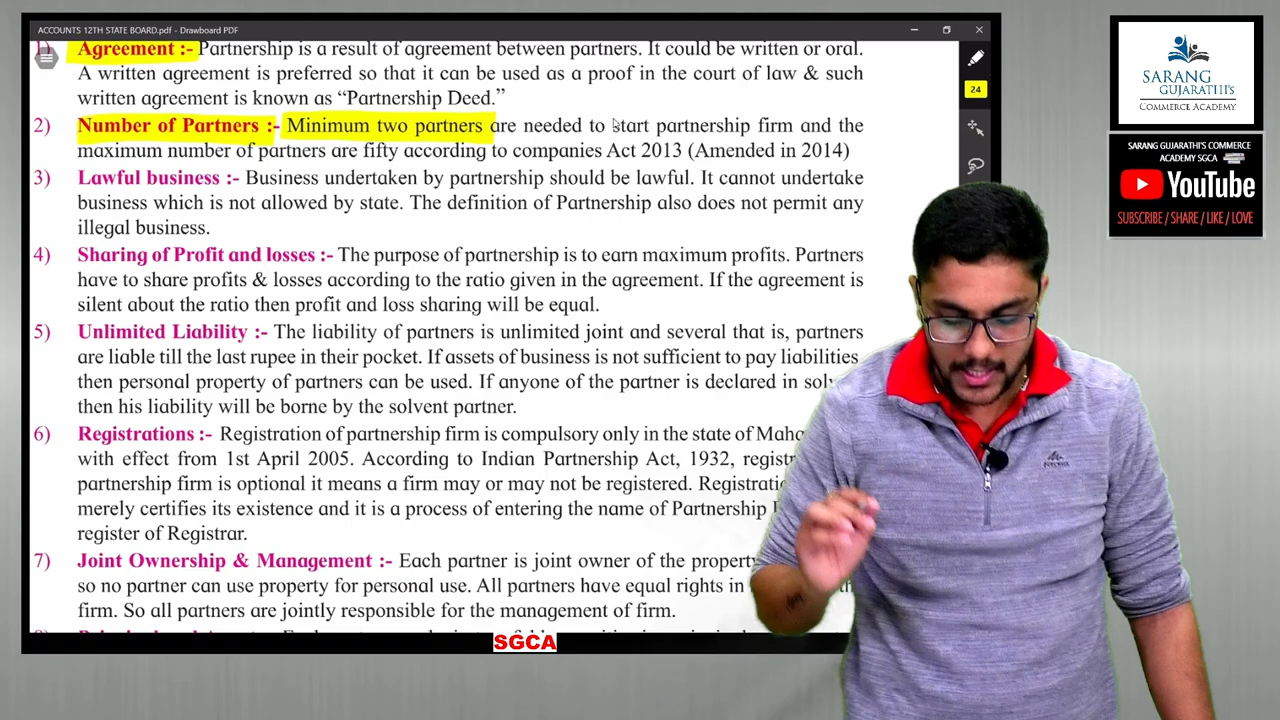 ACCOUNTS 12TH STATE BOARD.pdf - Drawboard PDF
1) Agreement :- Partnership is a result of agreement between partners. It could be written or oral.
A written agreement is preferred so that it can be used as a proof in the court of law & such
written agreement is known as “Partnership Deed.”
2) Number of Partners :- Minimum two partners are needed to start partnership firm and the
maximum number of partners are fifty according to companies Act 2013 (Amended in 2014)
3) Lawful business :- Business undertaken by partnership should be lawful. It cannot undertake
business which is not allowed by state. The definition of Partnership also does not permit any
illegal business.
4) Sharing of Profit and losses :- The purpose of partnership is to earn maximum profits. Partners
have to share profits & losses according to the ratio given in the agreement. If the agreement is
silent about the ratio then profit and loss sharing will be equal.
5) Unlimited Liability :- The liability of partners is unlimited joint and several that is, partners
are liable till the last rupee in their pocket. If assets of business is not sufficient to pay liabilities
then personal property of partners can be used. If anyone of the partner is declared in solv
then his liability will be borne by the solvent partner.
6) Registrations :- Registration of partnership firm is compulsory only in the state of Maha
with effect from 1st April 2005. According to Indian Partnership Act, 1932, regist
partnership firm is optional it means a firm may or may not be registered. Registrati
merely certifies its existence and it is a process of entering the name of Partnership
register of Registrar.
7) Joint Ownership & Management :- Each partner is joint owner of the property
so no partner can use property for personal use. All partners have equal rights in
firm. So all partners are jointly responsible for the management of firm.
SGCA
24
SARANG
GUJARATHI'S
COMMERCE ACADEMY
SARANG GUJARATHI'S COMMERCE
ACADEMY SGCA
YouTube
SUBSCRIBE / SHARE / LIKE / LOVE